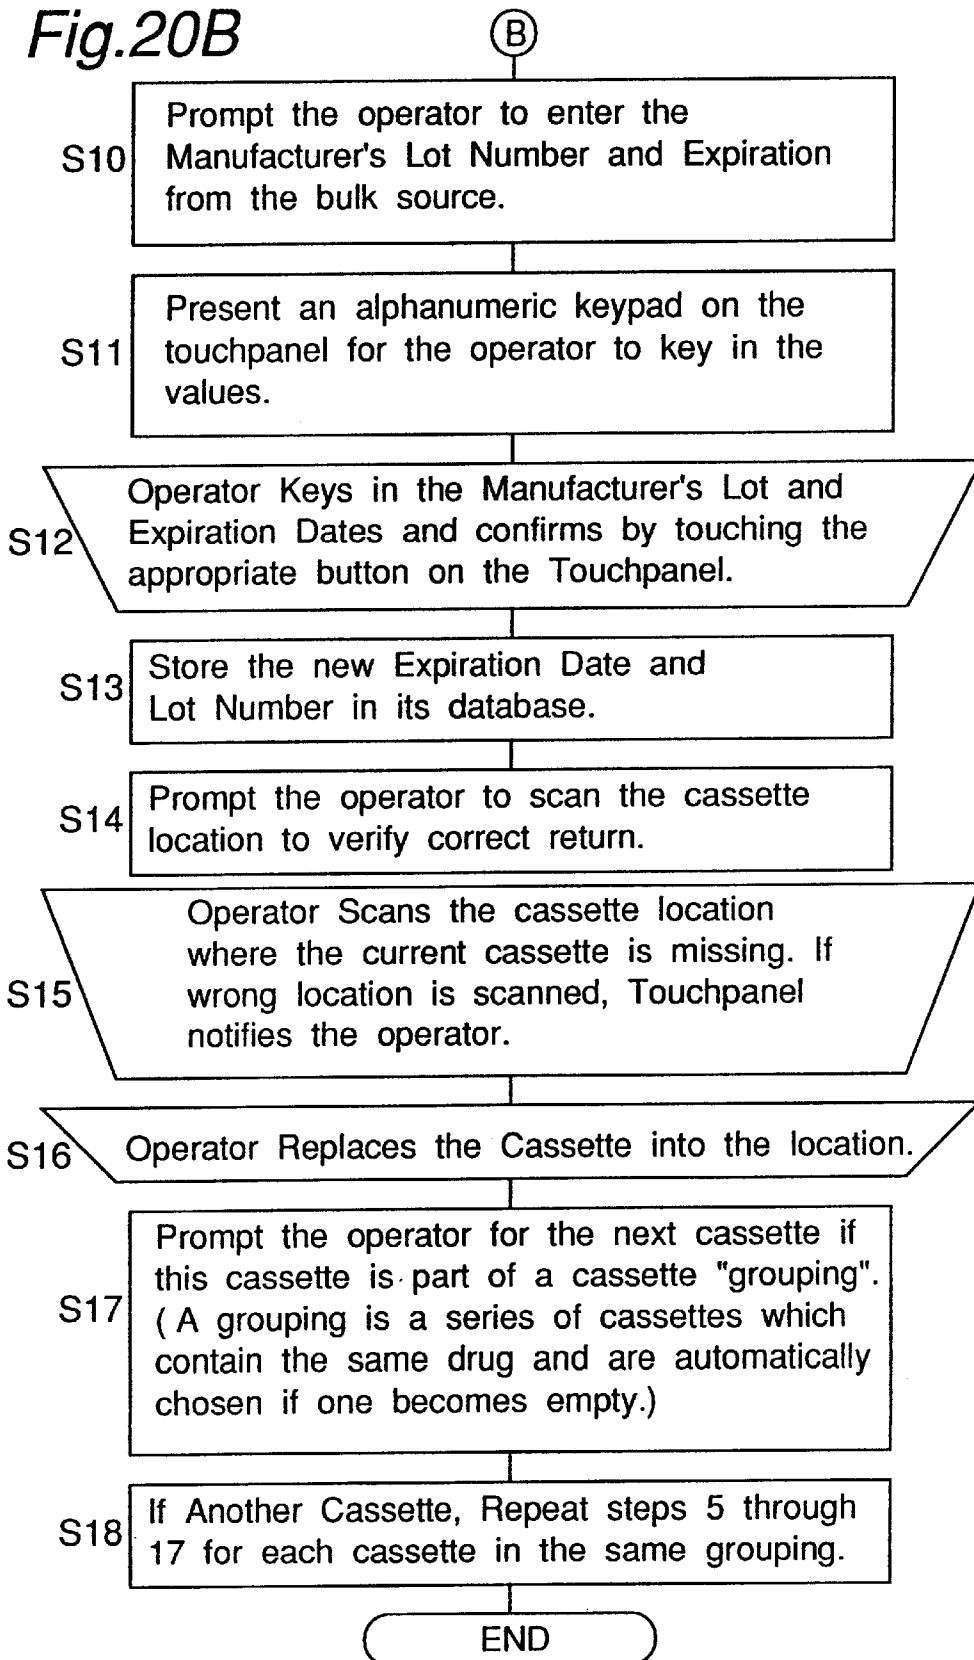 Fig.20B
B
S10
Prompt the operator to enter the
Manufacturer's Lot Number and Expiration
from the bulk source.
S11
Present an alphanumeric keypad on the
touchpanel for the operator to key in the
values.
S12
Operator Keys in the Manufacturer's Lot and
Expiration Dates and confirms by touching the
appropriate button on the Touchpanel.
S13
Store the new Expiration Date and
Lot Number in its database.
S14
Prompt the operator to scan the cassette
location to verify correct return.
S15
Operator Scans the cassette location
where the current cassette is missing. If
wrong location is scanned, Touchpanel
notifies the operator.
S16
Operator Replaces the Cassette into the location.
S17
Prompt the operator for the next cassette if
this cassette is part of a cassette "grouping".
( A grouping is a series of cassettes which
contain the same drug and are automatically
chosen if one becomes empty.)
S18
If Another Cassette, Repeat steps 5 through
17 for each cassette in the same grouping.
END